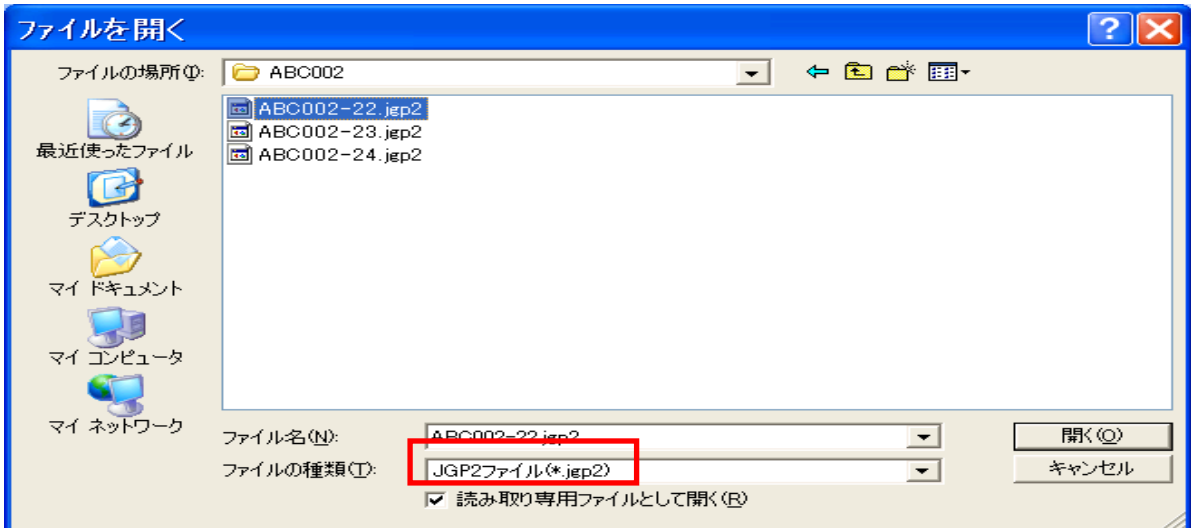 ファイルを開く
ファイルの場所(I):
ABC002
ABC002-22.jgp2
ABC002-23.jgp2
ABC002-24.jgp2
最近使ったファイル
デスクトップ
マイ ドキュメント
マイ コンピュータ
マイ ネットワーク
ファイル名(N):
ABC002-22.jgp2
開く(O)
ファイルの種類(T):
JGP2ファイル(*.jgp2)
キャンセル
読み取り専用ファイルとして開く(R)